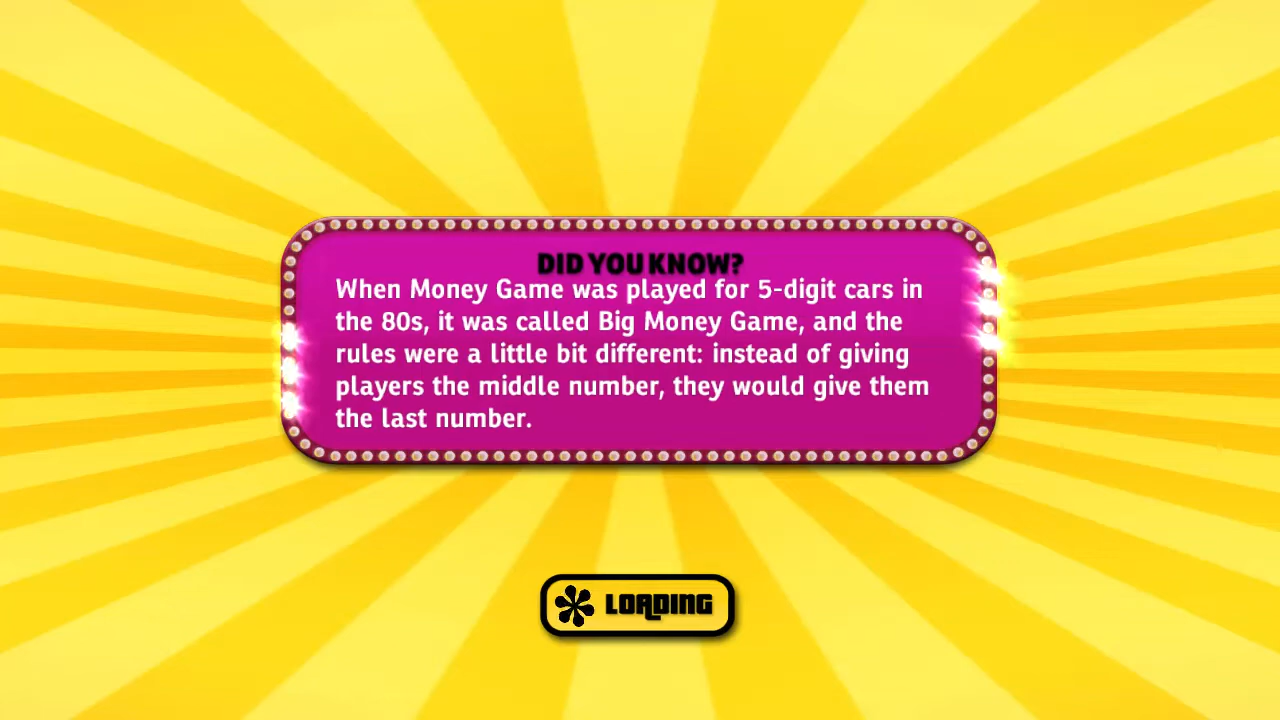 DID YOU KNOW?
When Money Game was played for 5-digit cars in
the 80s, it was called Big Money Game, and the
rules were a little bit different: instead of giving
players the middle number, they would give them
the last number.
LOADING